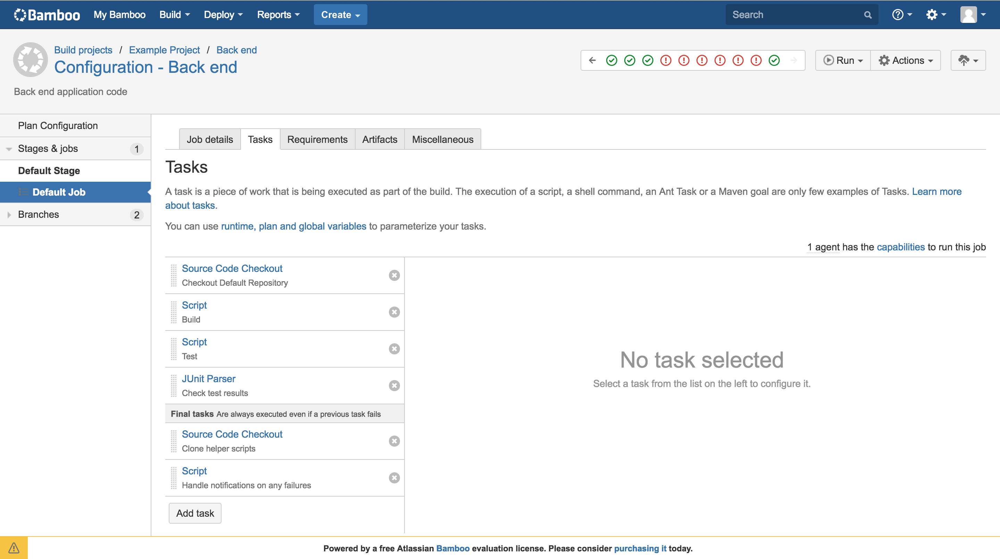 Bamboo My Bamboo Build Deploy Reports Create Search
Build projects / Example Project / Back end
Configuration - Back end
Run Actions
Back end application code
Plan Configuration
Stages & jobs 1
Default Stage
Default Job
Branches 2
Job details Tasks Requirements Artifacts Miscellaneous
Tasks
A task is a piece of work that is being executed as part of the build. The execution of a script, a shell command, an Ant Task or a Maven goal are only few examples of Tasks. Learn more
about tasks.
You can use runtime, plan and global variables to parameterize your tasks.
1 agent has the capabilities to run this job
Source Code Checkout
Checkout Default Repository
Script
Build
Script
Test
JUnit Parser
Check test results
Final tasks Are always executed even if a previous task fails
Source Code Checkout
Clone helper scripts
Script
Handle notifications on any failures
Add task
No task selected
Select a task from the list on the left to configure it.
Powered by a free Atlassian Bamboo evaluation license. Please consider purchasing it today.